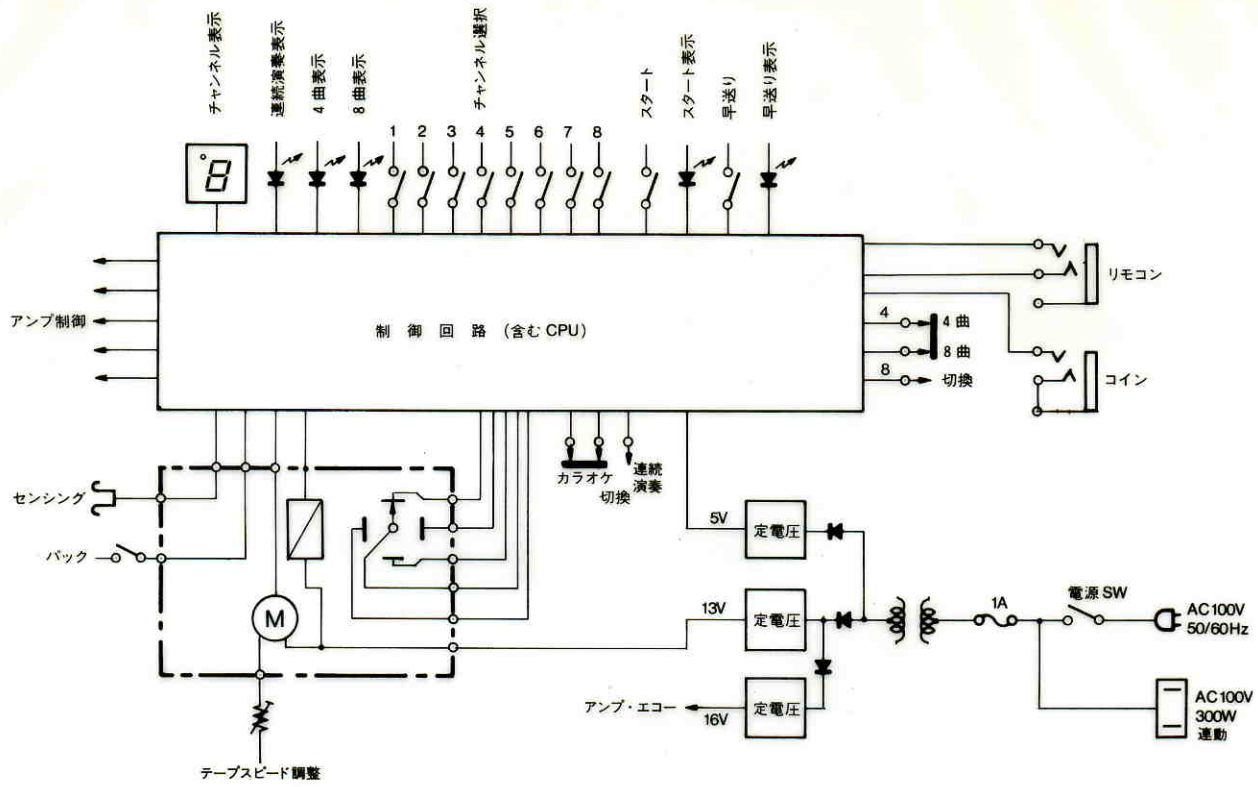 チャンネル表示
連続演奏表示
4曲表示
8曲表示
チャンネル選択
スタート
スタート表示
早送り
早送り表示
1 2 3 4 5 6 7 8
8
リモコン
アンプ制御
制御回路 (含むCPU)
4
4曲
8曲
8
切換
コイン
カラオケ
切換
連続
演奏
センシング
パック
M
5V
定電圧
13V
定電圧
1A
電源SW
AC100V
50/60Hz
アンプ・エコー
16V
定電圧
AC100V
300W
連動
テープスピード調整